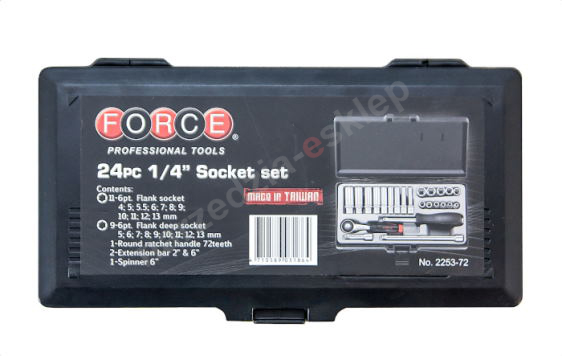 FORCE®
PROFESSIONAL TOOLS
24pc 1/4" Socket set
Contents:
11-6pt. Flank socket
4; 5; 5.5; 6; 7; 8; 9;
10; 11; 12; 13 mm
9-6pt. Flank deep socket
5; 6; 7; 8; 9; 10; 11; 12; 13 mm
1-Round ratchet handle 72teeth
2-Extension bar 2" & 6"
1-Spinner 6"
MADE IN TAIWAN
No. 2253-72